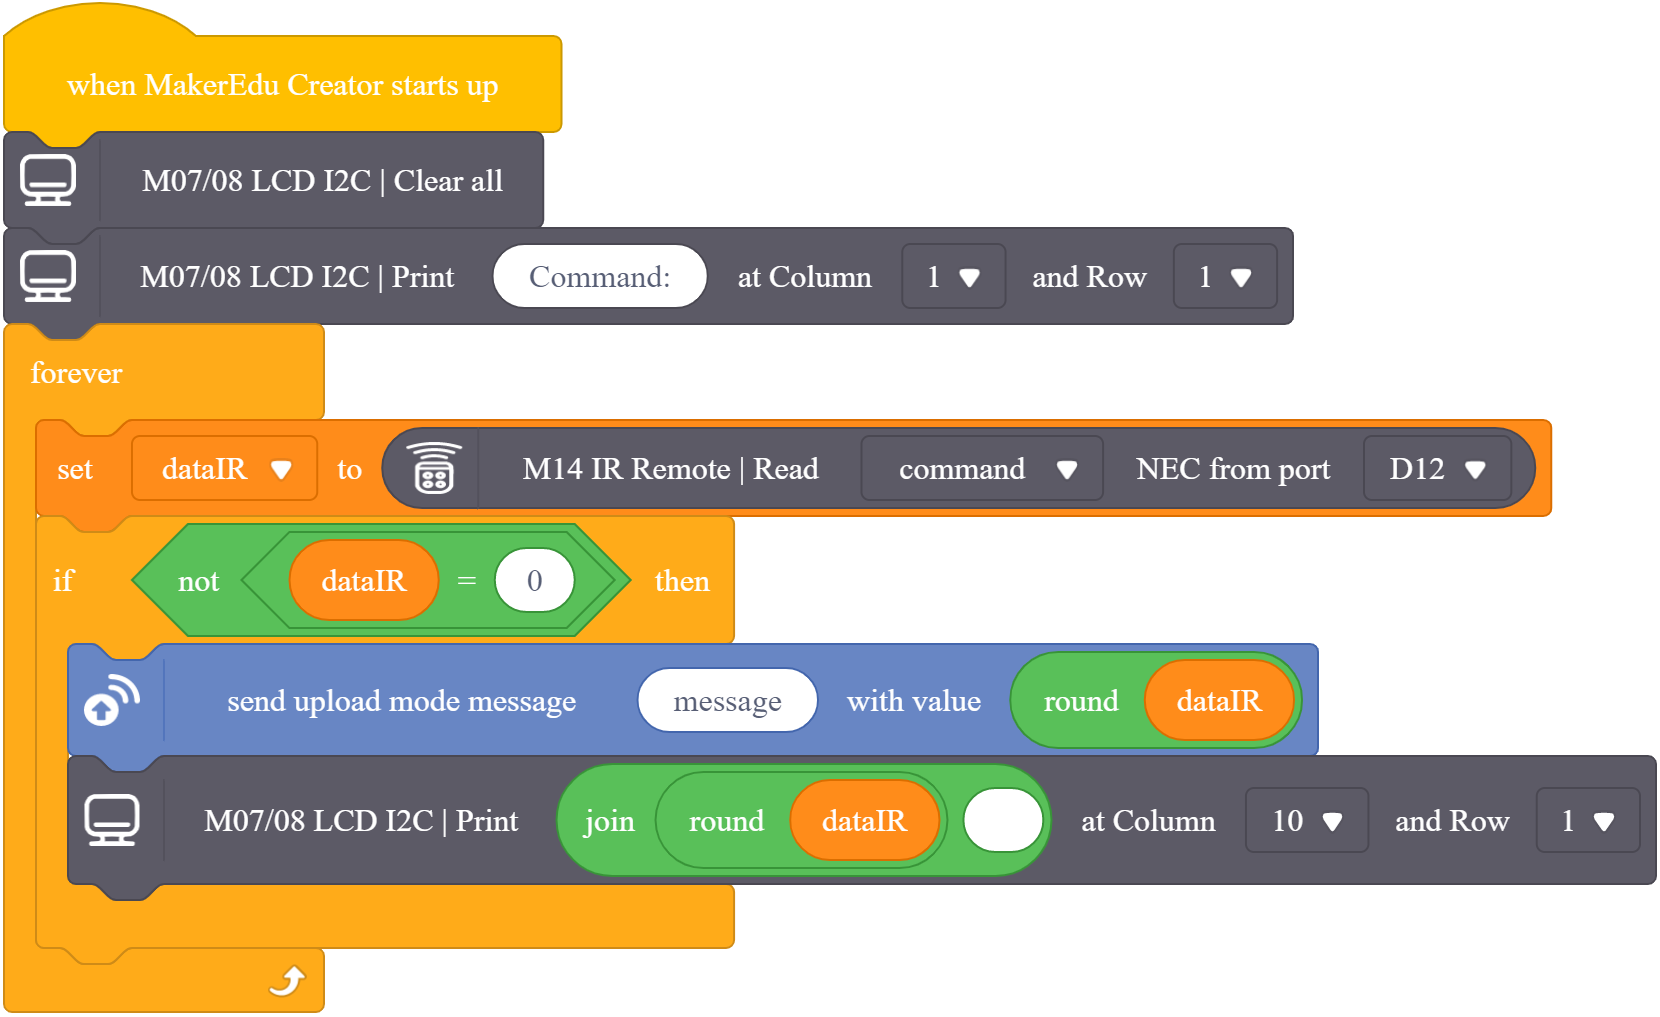 when MakerEdu Creator starts up
M07/08 LCD I2C | Clear all
M07/08 LCD I2C | Print Command: at Column 1 and Row 1
forever
set dataIR to M14 IR Remote | Read command NEC from port D12
if not dataIR = 0 then
send upload mode message message with value round dataIR
M07/08 LCD I2C | Print join round dataIR at Column 10 and Row 1